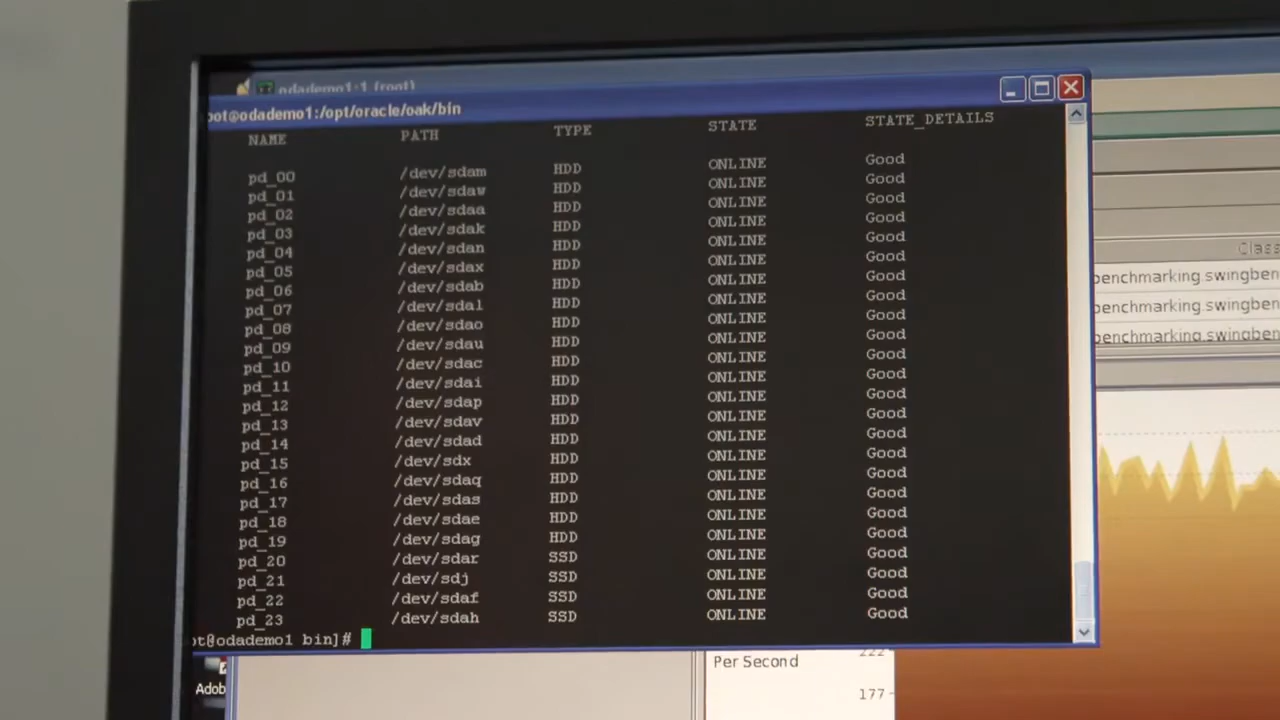 odademo1:1 (root)
oot@odademo1:/opt/oracle/oak/bin
NAME PATH TYPE STATE STATE_DETAILS
pd_00 /dev/sdam HDD ONLINE Good
pd_01 /dev/sdaw HDD ONLINE Good
pd_02 /dev/sdaa HDD ONLINE Good
pd_03 /dev/sdak HDD ONLINE Good
pd_04 /dev/sdan HDD ONLINE Good
pd_05 /dev/sdax HDD ONLINE Good
pd_06 /dev/sdab HDD ONLINE Good
pd_07 /dev/sdal HDD ONLINE Good
pd_08 /dev/sdao HDD ONLINE Good
pd_09 /dev/sdau HDD ONLINE Good
pd_10 /dev/sdac HDD ONLINE Good
pd_11 /dev/sdai HDD ONLINE Good
pd_12 /dev/sdap HDD ONLINE Good
pd_13 /dev/sdav HDD ONLINE Good
pd_14 /dev/sdad HDD ONLINE Good
pd_15 /dev/sdx HDD ONLINE Good
pd_16 /dev/sdaq HDD ONLINE Good
pd_17 /dev/sdas HDD ONLINE Good
pd_18 /dev/sdae HDD ONLINE Good
pd_19 /dev/sdag HDD ONLINE Good
pd_20 /dev/sdar SSD ONLINE Good
pd_21 /dev/sdj SSD ONLINE Good
pd_22 /dev/sdaf SSD ONLINE Good
pd_23 /dev/sdah SSD ONLINE Good
ot@odademo1 bin]#
Class
benchmarking.swingben
benchmarking.swingben
benchmarking.swingben
Adob
Per Second
222
177